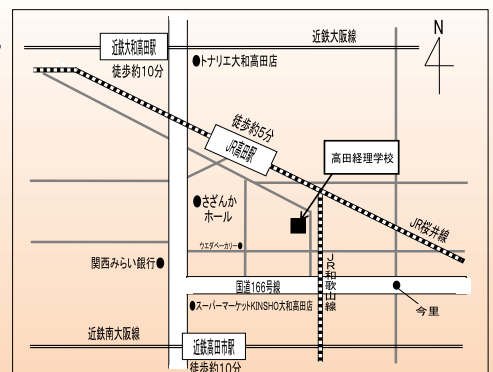 N
近鉄大阪線
近鉄大和高田駅
徒歩約10分
●トナリエ大和高田店
徒歩約5分
JR高田駅
高田経理学校
●さざんか
ホール
JR桜井線
ウエダベーカリー●
関西みらい銀行●
JR和歌山線
国道166号線
●スーパーマーケットKINSHO大和高田店
今里
近鉄南大阪線
近鉄高田市駅
徒歩約10分